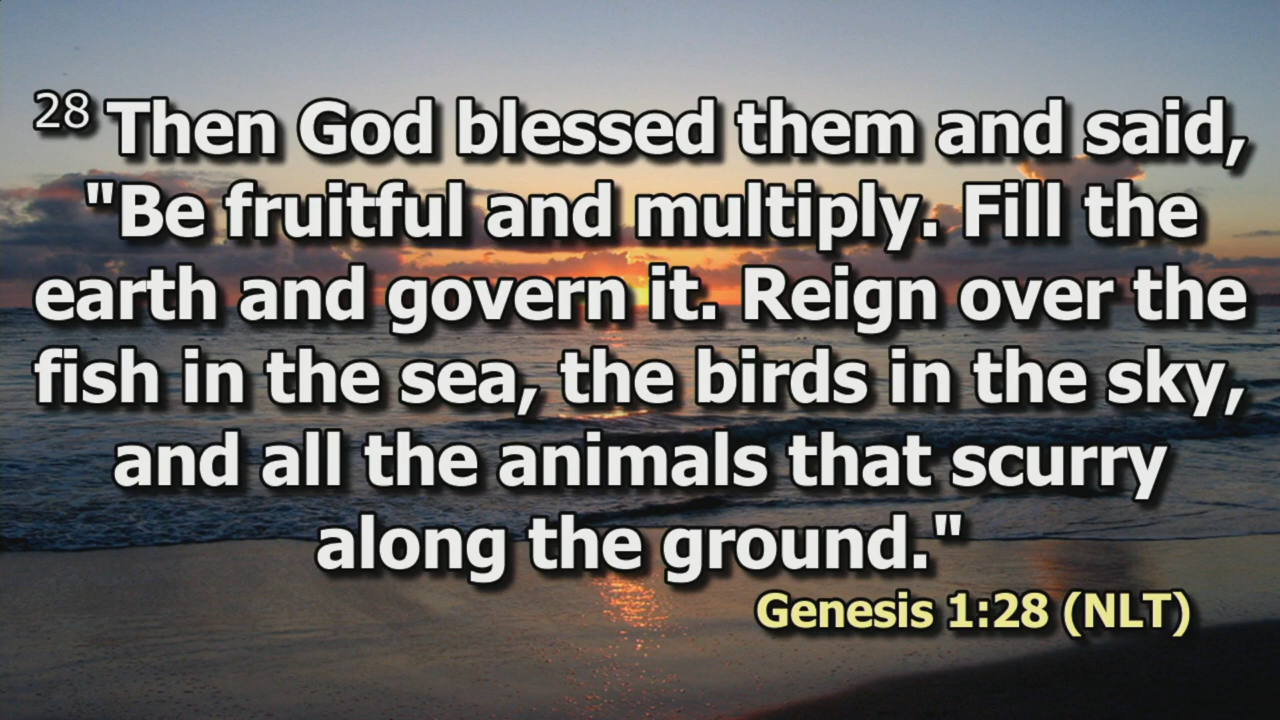 28 Then God blessed them and said,
"Be fruitful and multiply. Fill the
earth and govern it. Reign over the
fish in the sea, the birds in the sky,
and all the animals that scurry
along the ground."
Genesis 1:28 (NLT)